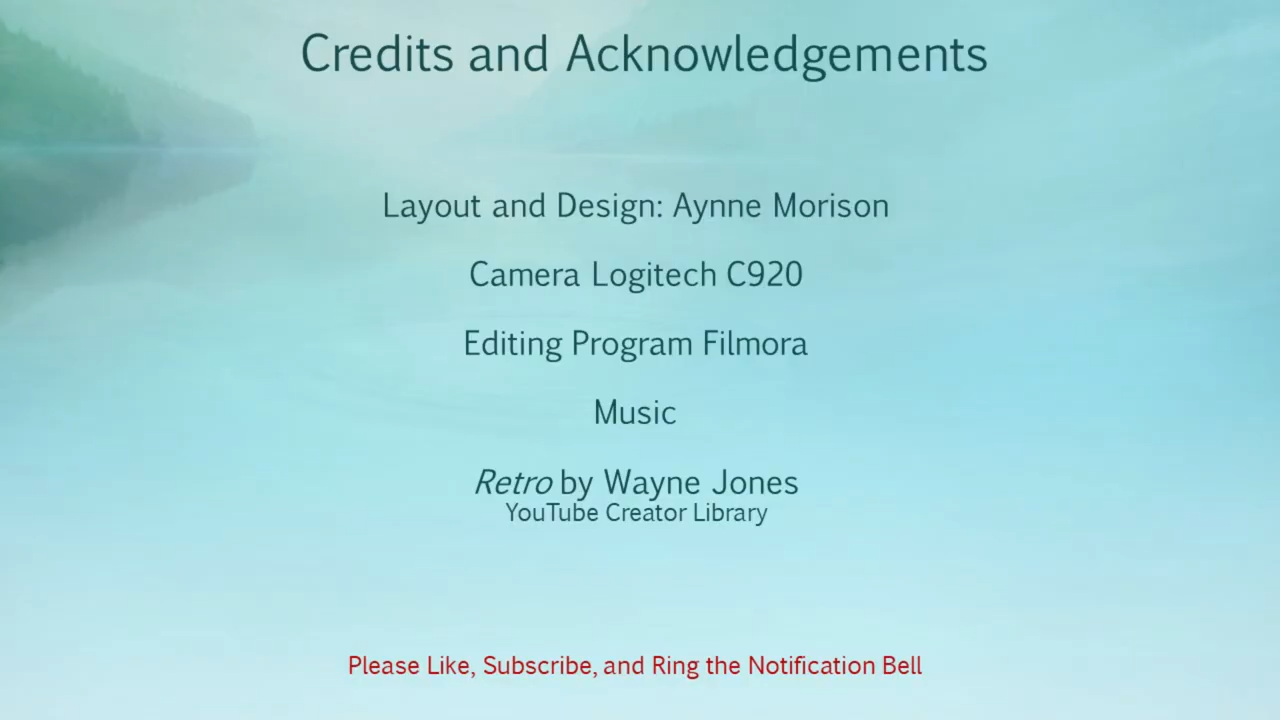 Credits and Acknowledgements
Layout and Design: Aynne Morison
Camera Logitech C920
Editing Program Filmora
Music
Retro by Wayne Jones
YouTube Creator Library
Please Like, Subscribe, and Ring the Notification Bell